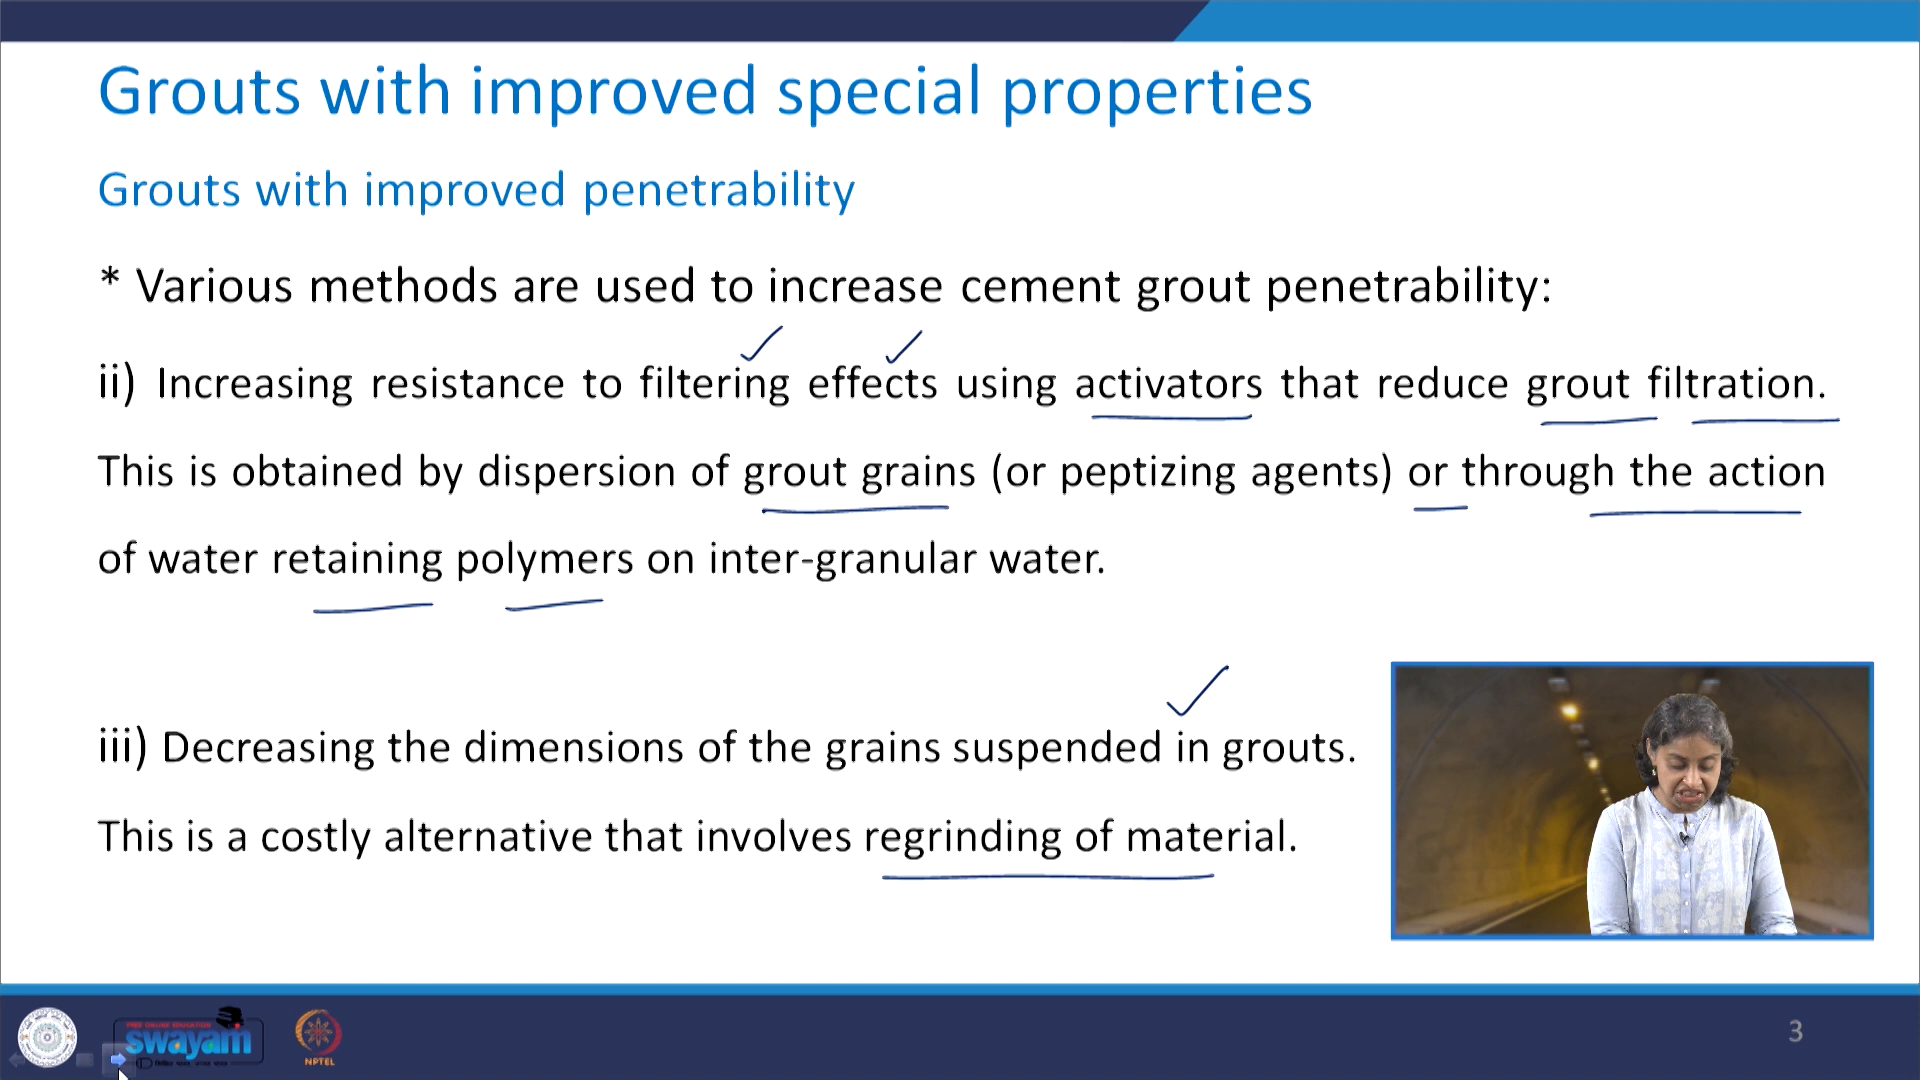 Grouts with improved special properties
Grouts with improved penetrability
* Various methods are used to increase cement grout penetrability:
ii) Increasing resistance to filtering effects using activators that reduce grout filtration.
This is obtained by dispersion of grout grains (or peptizing agents) or through the action
of water retaining polymers on inter-granular water.
iii) Decreasing the dimensions of the grains suspended in grouts.
This is a costly alternative that involves regrinding of material.
FREE ONLINE EDUCATION
swayam
NPTEL
3